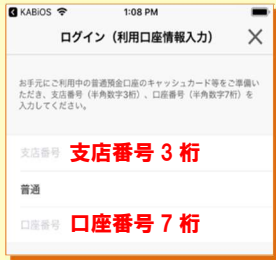 KABiOS 1:08 PM
ログイン（利用口座情報入力） ×
お手元にご利用中の普通預金口座のキャッシュカード等をご準備い
ただき、支店番号（半角数字3桁）、口座番号（半角数字7桁）を
入力してください。
支店番号 支店番号 3 桁
普通
口座番号 口座番号 7 桁